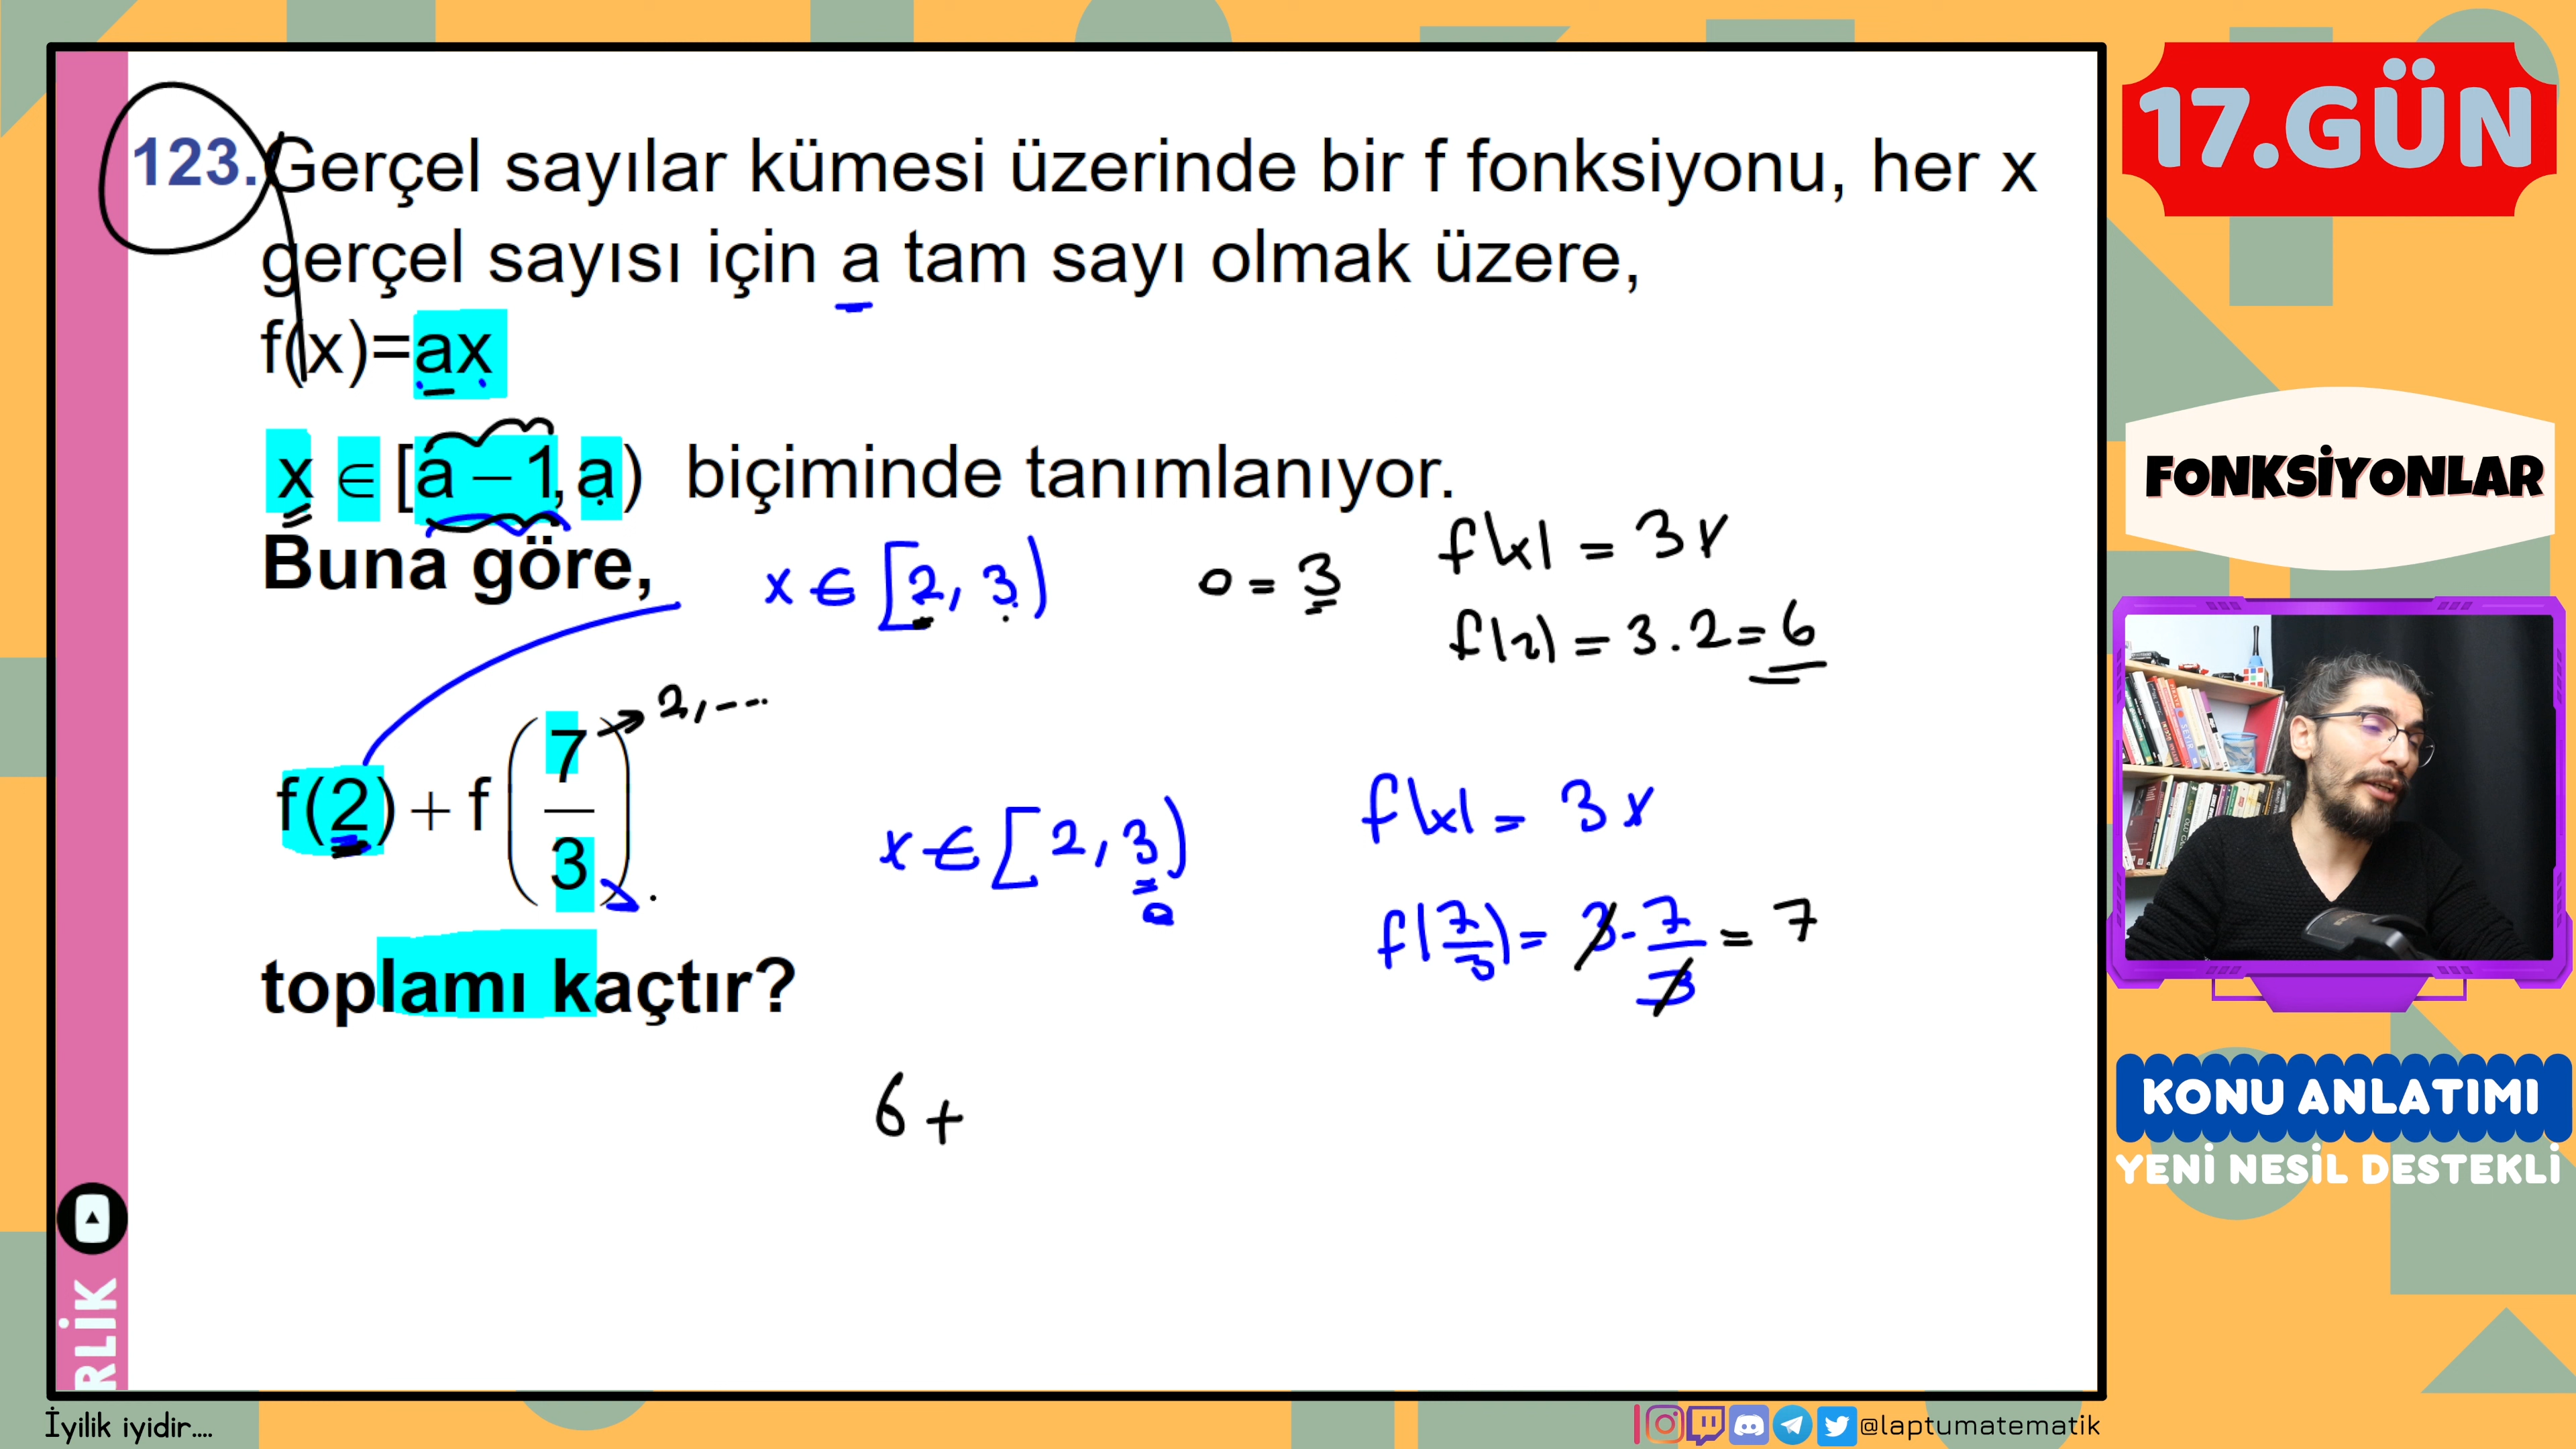 17.GÜN
123. Gerçel sayılar kümesi üzerinde bir f fonksiyonu, her x
gerçel sayısı için a tam sayı olmak üzere,
f(x)=ax
x ∈ [a – 1, a) biçiminde tanımlanıyor.
FONKSİYONLAR
Buna göre,
x ∈ [2, 3)
a = 3
f(x) = 3x
f(2) = 3.2 = 6
f(2) + f(7/3)
2,...
x ∈ [2, 3)
a
f(x) = 3x
f(7/3) = 3.7/3 = 7
toplamı kaçtır?
6 +
KONU ANLATIMI
YENİ NESİL DESTEKLİ
RLİK
İyilik iyidir....
@laptumatematik